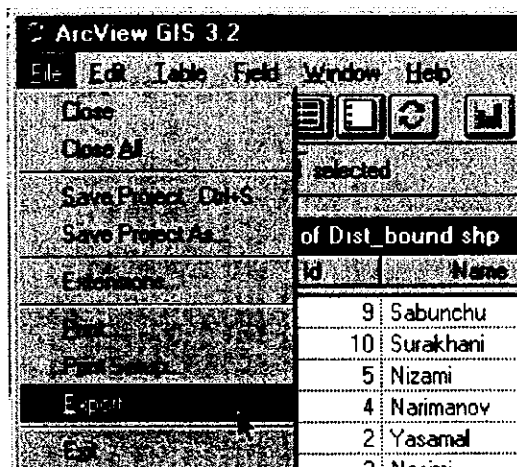 ArcView GIS 3.2
File Edit Table Field Window Help
Close
Close All
Save Project Ctrl+S
Save Project As...
Extensions...
Print...
Print Setup...
Export...
Exit
selected
of Dist_bound shp
Id Name
9 Sabunchu
10 Surakhani
5 Nizami
4 Narimanov
2 Yasamal